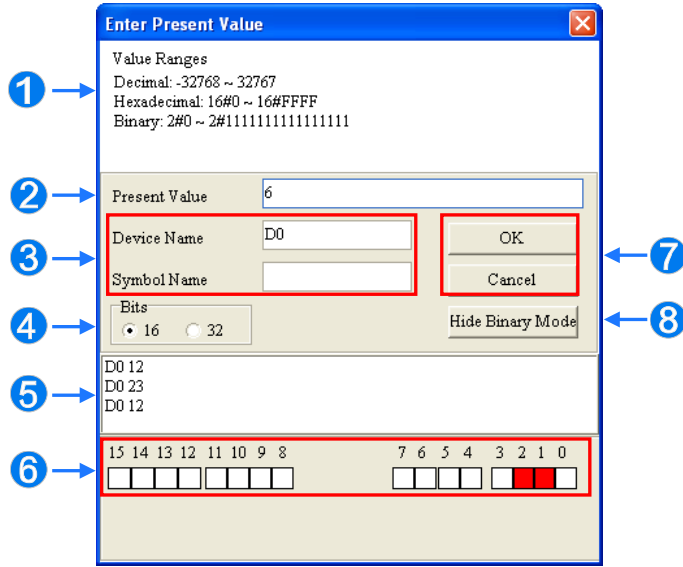 Enter Present Value
1
Value Ranges
Decimal: -32768 ~ 32767
Hexadecimal: 16#0 ~ 16#FFFF
Binary: 2#0 ~ 2#1111111111111111
2
Present Value 6
3
Device Name D0
OK
7
Symbol Name
Cancel
4
Bits
16 32
Hide Binary Mode
8
5
D0 12
D0 23
D0 12
6
15 14 13 12 11 10 9 8 7 6 5 4 3 2 1 0